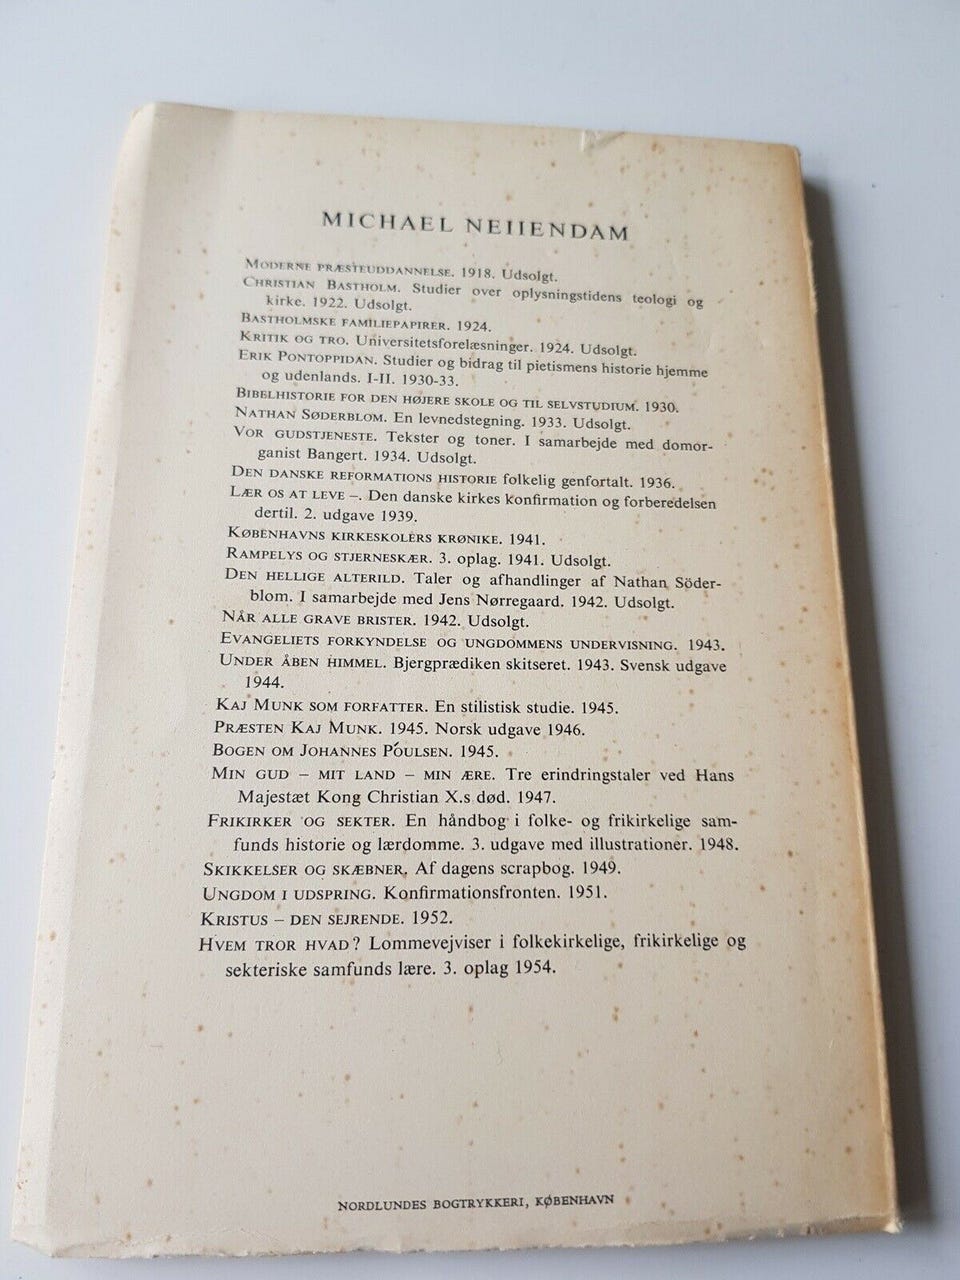 MICHAEL NEIIENDAM
MODERNE PRÆSTEUDDANNELSE. 1918. Udsolgt.
CHRISTIAN BASTHOLM. Studier over oplysningstidens teologi og
kirke. 1922. Udsolgt.
BASTHOLMSKE FAMILIEPAPIRER. 1924.
KRITIK OG TRO. Universitetsforelæsninger. 1924. Udsolgt.
ERIK PONTOPPIDAN. Studier og bidrag til pietismens historie hjemme
og udenlands. I-II. 1930-33.
BIBELHISTORIE FOR DEN HØJERE SKOLE OG TIL SELVSTUDIUM. 1930.
NATHAN SØDERBLOM. En levnedstegning. 1933. Udsolgt.
VOR GUDSTJENESTE. Tekster og toner. I samarbejde med domor-
ganist Bangert. 1934. Udsolgt.
DEN DANSKE REFORMATIONS HISTORIE folkelig genfortalt. 1936.
LÆR OS AT LEVE –. Den danske kirkes konfirmation og forberedelsen
dertil. 2. udgave 1939.
KØBENHAVNS KIRKESKOLERS KRØNIKE. 1941.
RAMPELYS OG STJERNESKÆR. 3. oplag. 1941. Udsolgt.
DEN HELLIGE ALTERILD. Taler og afhandlinger af Nathan Söder-
blom. I samarbejde med Jens Nørregaard. 1942. Udsolgt.
NÅR ALLE GRAVE BRISTER. 1942. Udsolgt.
EVANGELIETS FORKYNDELSE OG UNGDOMMENS UNDERVISNING. 1943.
UNDER ÅBEN HIMMEL. Bjergprædiken skitseret. 1943. Svensk udgave
1944.
KAJ MUNK SOM FORFATTER. En stilistisk studie. 1945.
PRÆSTEN KAJ MUNK. 1945. Norsk udgave 1946.
BOGEN OM JOHANNES POULSEN. 1945.
MIN GUD – MIT LAND – MIN ÆRE. Tre erindringstaler ved Hans
Majestæt Kong Christian X.s død. 1947.
FRIKIRKER OG SEKTER. En håndbog i folke- og frikirkelige sam-
funds historie og lærdomme. 3. udgave med illustrationer. 1948.
SKIKKELSER OG SKÆBNER. Af dagens scrapbog. 1949.
UNGDOM I UDSPRING. Konfirmationsfronten. 1951.
KRISTUS – DEN SEJRENDE. 1952.
HVEM TROR HVAD? Lommevejviser i folkekirkelige, frikirkelige og
sekteriske samfunds lære. 3. oplag 1954.
NORDLUNDES BOGTRYKKERI, KØBENHAVN